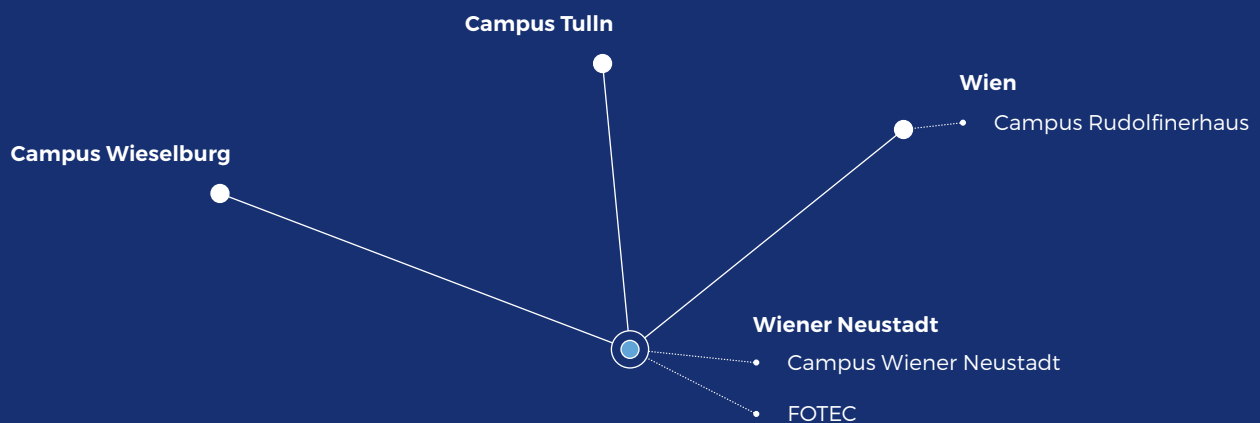 Campus Tulln
Wien
Campus Rudolfinerhaus
Campus Wieselburg
Wiener Neustadt
Campus Wiener Neustadt
FOTEC